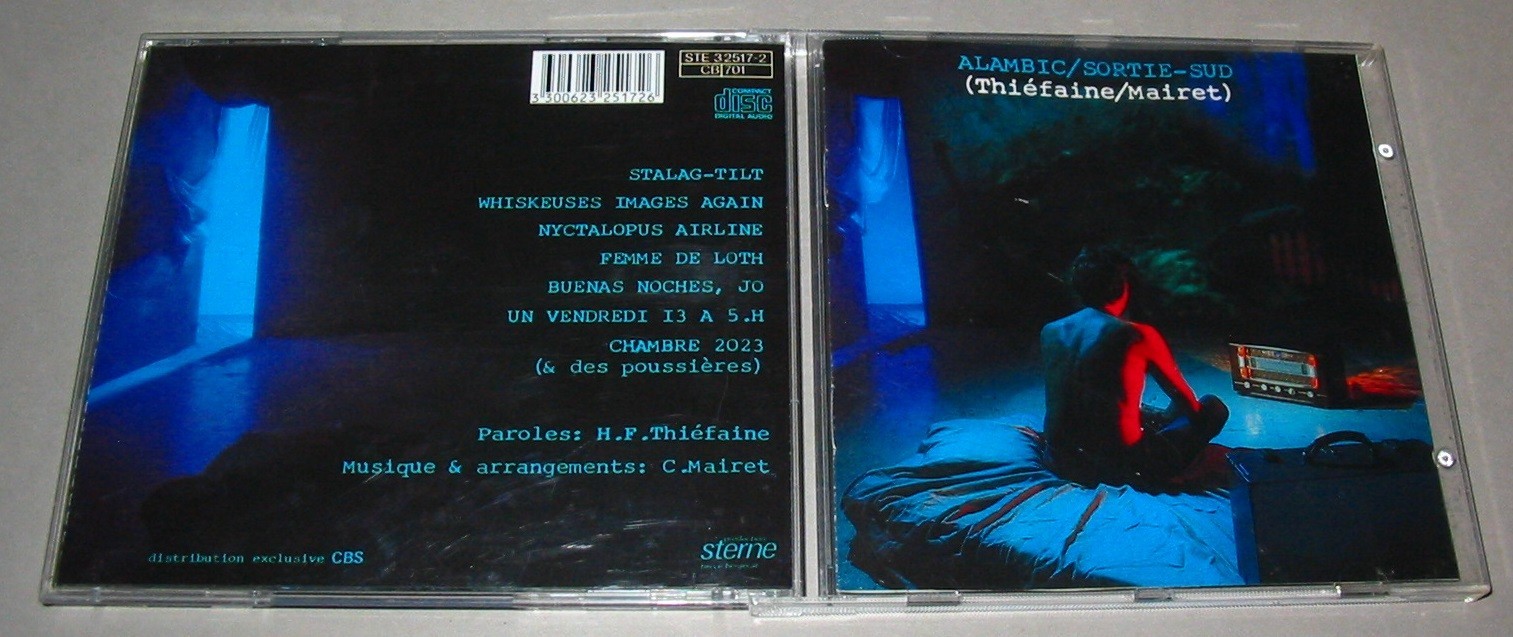 STE 32517-2
CB 701
3 300623 251726
COMPACT
disc
DIGITAL AUDIO
STALAG-TILT
WHISKEUSES IMAGES AGAIN
NYCTALOPUS AIRLINE
FEMME DE LOTH
BUENAS NOCHES, JO
UN VENDREDI 13 A 5.H
CHAMBRE 2023
(& des poussières)
Paroles: H.F.Thiéfaine
Musique & arrangements: C.Mairet
distribution exclusive CBS
sterne
ALAMBIC/SORTIE-SUD
(Thiéfaine/Mairet)